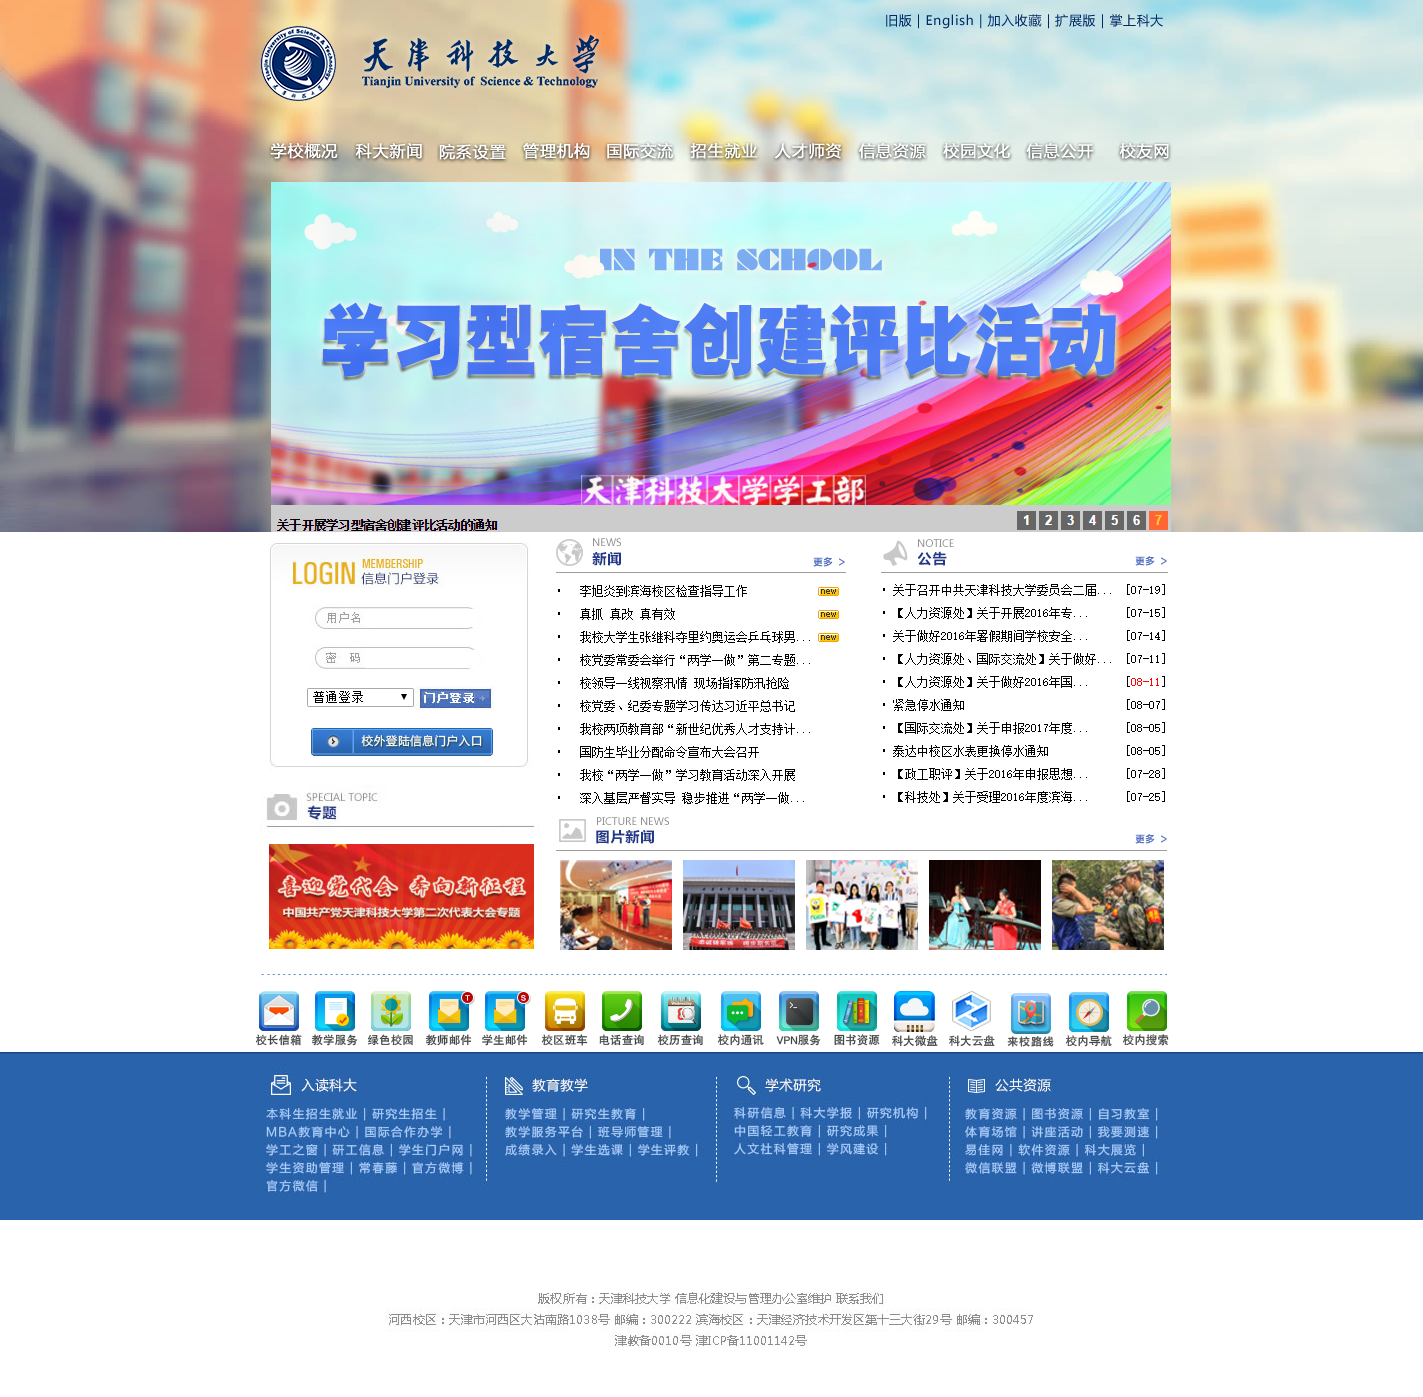 旧版 | English | 加入收藏 | 扩展版 | 掌上科大
天津科技大学
Tianjin University of Science & Technology
学校概况 科大新闻 院系设置 管理机构 国际交流 招生就业 人才师资 信息资源 校园文化 信息公开 校友网
IN THE SCHOOL
学习型宿舍创建评比活动
天津科技大学学工部
关于开展学习型宿舍创建评比活动的通知
1 2 3 4 5 6 7
LOGIN MEMBERSHIP
信息门户登录
用户名
密 码
普通登录 门户登录
校外登陆信息门户入口
NEWS
新闻 更多 >
李旭炎到滨海校区检查指导工作 new
真抓 真改 真有效 new
我校大学生张继科夺里约奥运会乒乓球男... new
校党委常委会举行“两学一做”第二专题...
校领导一线视察汛情 现场指挥防汛抢险
校党委、纪委专题学习传达习近平总书记
我校两项教育部“新世纪优秀人才支持计...
国防生毕业分配命令宣布大会召开
我校“两学一做”学习教育活动深入开展
深入基层严督实导 稳步推进“两学一做...
NOTICE
公告 更多 >
关于召开中共天津科技大学委员会二届... [07-19]
【人力资源处】关于开展2016年专... [07-15]
关于做好2016年署假期间学校安全... [07-14]
【人力资源处、国际交流处】关于做好... [07-11]
【人力资源处】关于做好2016年国... [08-11]
紧急停水通知 [08-07]
【国际交流处】关于申报2017年度... [08-05]
泰达中校区水表更换停水通知 [08-05]
【政工职评】关于2016年申报思想... [07-28]
【科技处】关于受理2016年度滨海... [07-25]
SPECIAL TOPIC
专题
喜迎党代会 奔向新征程
中国共产党天津科技大学第二次代表大会专题
PICTURE NEWS
图片新闻 更多 >
校长信箱 教学服务 绿色校园 教师邮件 学生邮件 校区班车 电话查询 校历查询 校内通讯 VPN服务 图书资源 科大微盘 科大云盘 来校路线 校内导航 校内搜索
入读科大
本科生招生就业 | 研究生招生 |
MBA教育中心 | 国际合作办学 |
学工之窗 | 研工信息 | 学生门户网 |
学生资助管理 | 常春藤 | 官方微博 |
官方微信 |
教育教学
教学管理 | 研究生教育 |
教学服务平台 | 班导师管理 |
成绩录入 | 学生选课 | 学生评教 |
学术研究
科研信息 | 科大学报 | 研究机构 |
中国轻工教育 | 研究成果 |
人文社科管理 | 学风建设 |
公共资源
教育资源 | 图书资源 | 自习教室 |
体育场馆 | 讲座活动 | 我要测速 |
易佳网 | 软件资源 | 科大展览 |
微信联盟 | 微博联盟 | 科大云盘 |
版权所有：天津科技大学 信息化建设与管理办公室维护 联系我们
河西校区：天津市河西区大沽南路1038号 邮编：300222 滨海校区：天津经济技术开发区第十三大街29号 邮编：300457
津教备0010号 津ICP备11001142号